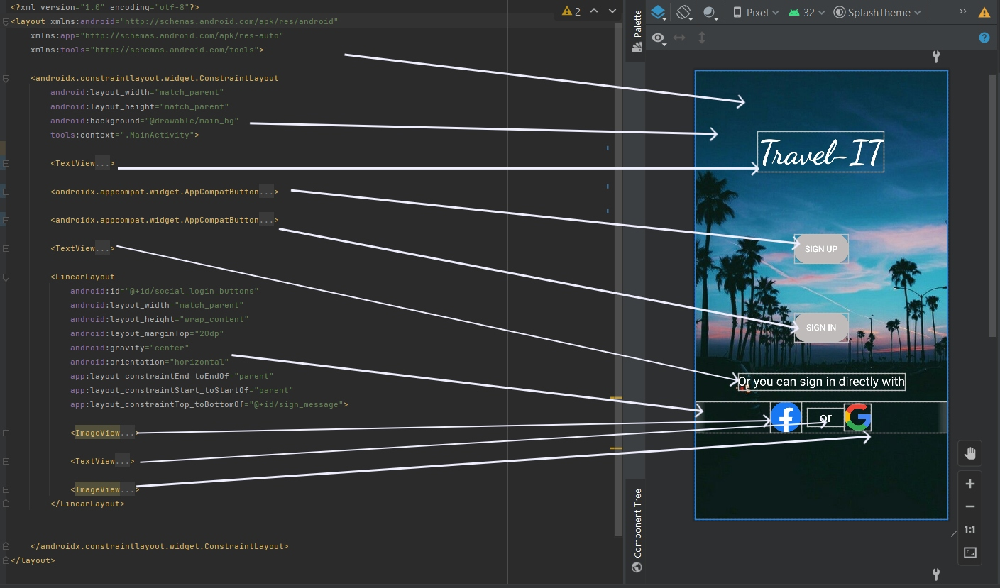 <?xml version="1.0" encoding="utf-8"?>
<layout xmlns:android="http://schemas.android.com/apk/res/android"
xmlns:app="http://schemas.android.com/apk/res-auto"
xmlns:tools="http://schemas.android.com/tools">
<androidx.constraintlayout.widget.ConstraintLayout
android:layout_width="match_parent"
android:layout_height="match_parent"
android:background="@drawable/main_bg"
tools:context=".MainActivity">
<TextView...>
<androidx.appcompat.widget.AppCompatButton...>
<androidx.appcompat.widget.AppCompatButton...>
<TextView...>
<LinearLayout
android:id="@+id/social_login_buttons"
android:layout_width="match_parent"
android:layout_height="wrap_content"
android:layout_marginTop="20dp"
android:gravity="center"
android:orientation="horizontal"
app:layout_constraintEnd_toEndOf="parent"
app:layout_constraintStart_toStartOf="parent"
app:layout_constraintTop_toBottomOf="@+id/sign_message">
<ImageView...>
<TextView...>
<ImageView...>
</LinearLayout>
</androidx.constraintlayout.widget.ConstraintLayout>
</layout>
2
Palette
Component Tree
Pixel 32 SplashTheme
?
Travel-IT
SIGN UP
SIGN IN
Or you can sign in directly with
f or G
1:1